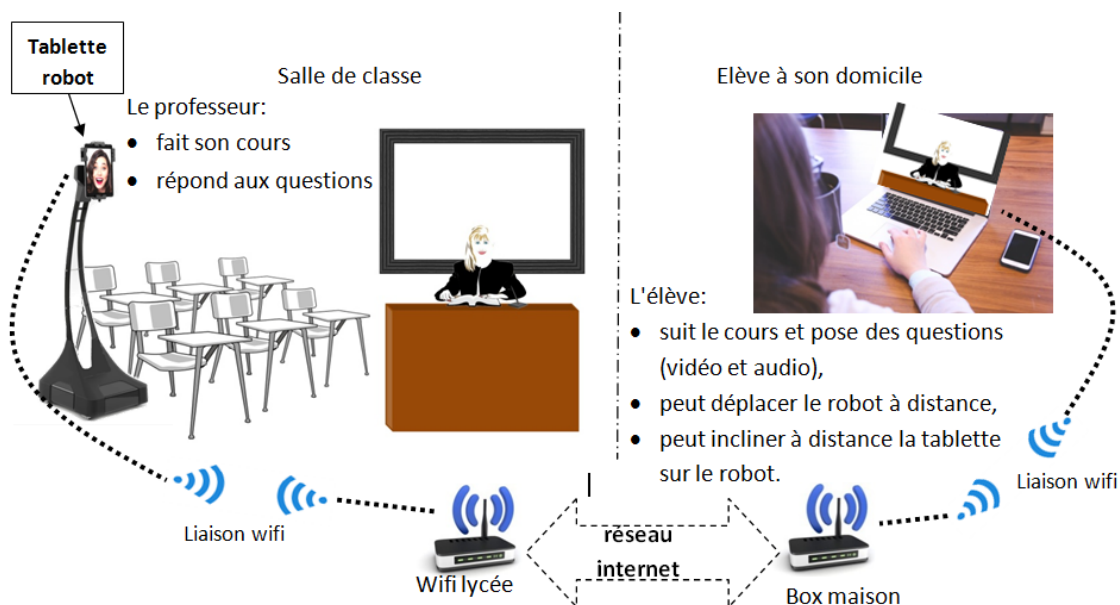 Tablette
robot
Salle de classe
Le professeur:
• fait son cours
• répond aux questions
Elève à son domicile
L'élève:
• suit le cours et pose des questions
(vidéo et audio),
• peut déplacer le robot à distance,
• peut incliner à distance la tablette
sur le robot.
Liaison wifi
Liaison wifi
Wifi lycée
réseau
internet
Box maison